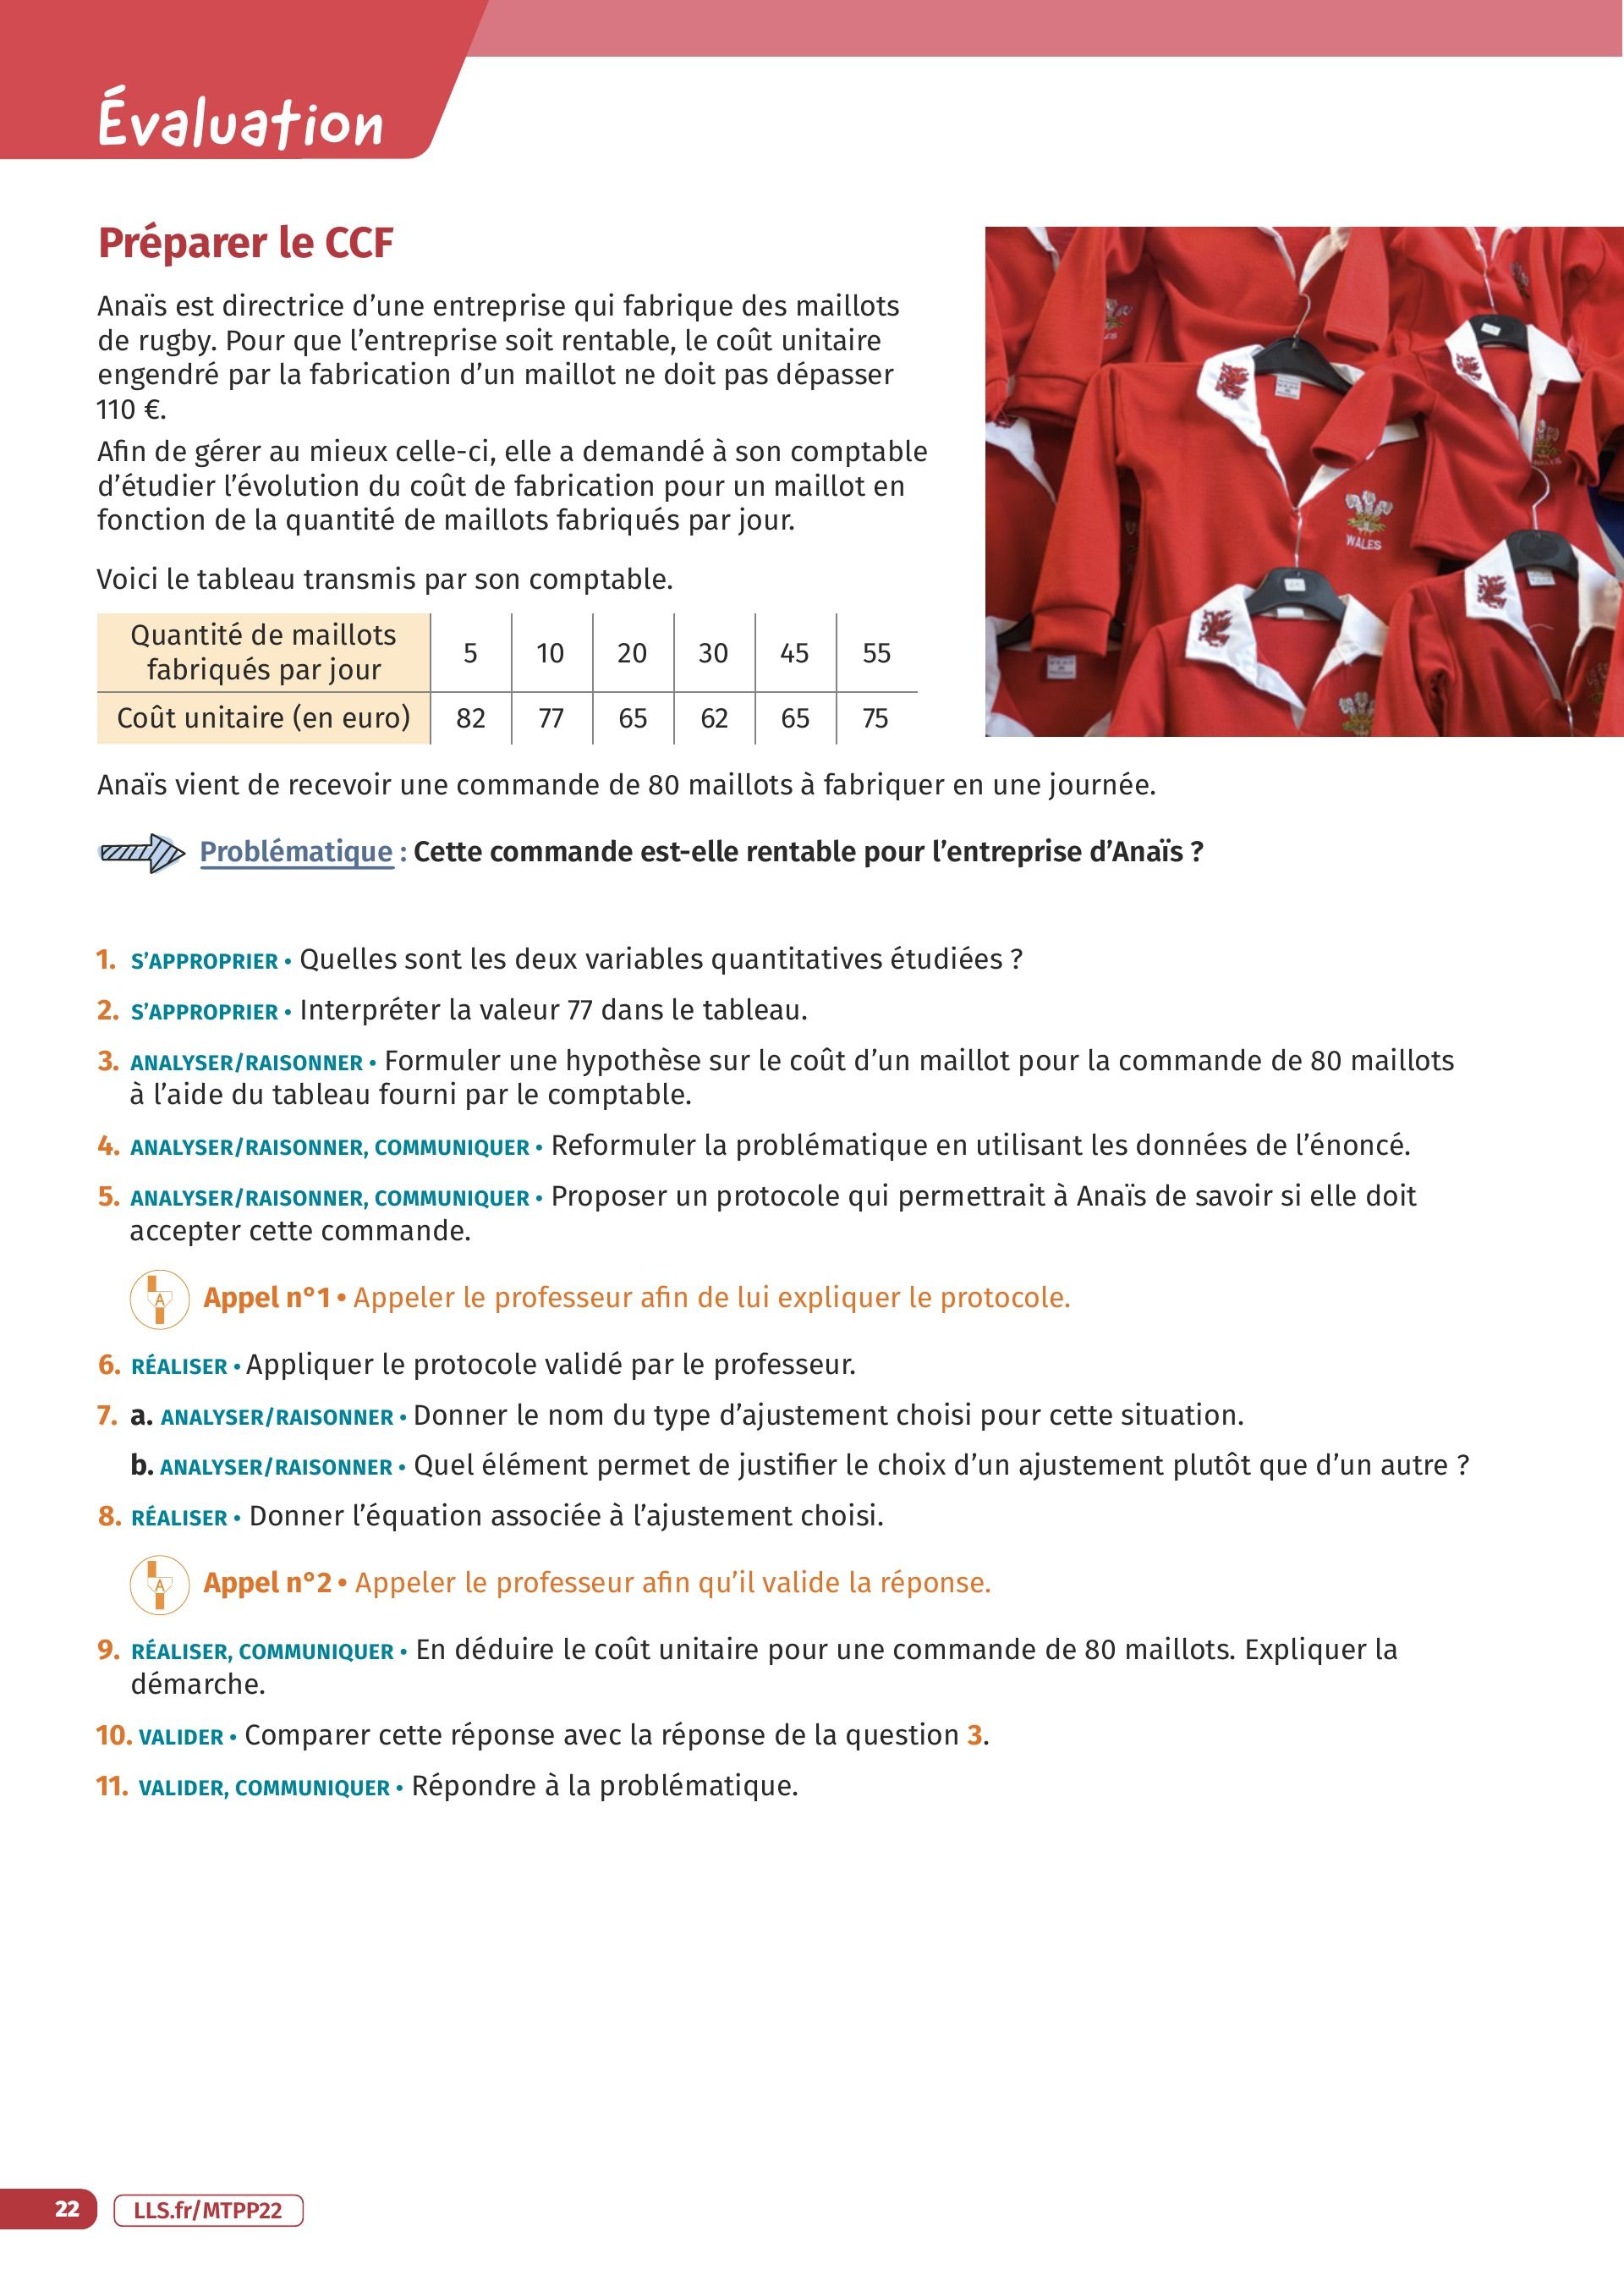 Évaluation
Préparer le CCF
Anaïs est directrice d’une entreprise qui fabrique des maillots
de rugby. Pour que l’entreprise soit rentable, le coût unitaire
engendré par la fabrication d’un maillot ne doit pas dépasser
110 €.
Afin de gérer au mieux celle-ci, elle a demandé à son comptable
d’étudier l’évolution du coût de fabrication pour un maillot en
fonction de la quantité de maillots fabriqués par jour.
Voici le tableau transmis par son comptable.
Quantité de maillots
fabriqués par jour
5 10 20 30 45 55
Coût unitaire (en euro) 82 77 65 62 65 75
WALES
Anaïs vient de recevoir une commande de 80 maillots à fabriquer en une journée.
Problématique : Cette commande est-elle rentable pour l’entreprise d’Anaïs ?
1. S’APPROPRIER • Quelles sont les deux variables quantitatives étudiées ?
2. S’APPROPRIER • Interpréter la valeur 77 dans le tableau.
3. ANALYSER/RAISONNER • Formuler une hypothèse sur le coût d’un maillot pour la commande de 80 maillots
à l’aide du tableau fourni par le comptable.
4. ANALYSER/RAISONNER, COMMUNIQUER • Reformuler la problématique en utilisant les données de l’énoncé.
5. ANALYSER/RAISONNER, COMMUNIQUER • Proposer un protocole qui permettrait à Anaïs de savoir si elle doit
accepter cette commande.
A Appel n°1 • Appeler le professeur afin de lui expliquer le protocole.
6. RÉALISER • Appliquer le protocole validé par le professeur.
7. a. ANALYSER/RAISONNER • Donner le nom du type d’ajustement choisi pour cette situation.
b. ANALYSER/RAISONNER • Quel élément permet de justifier le choix d’un ajustement plutôt que d’un autre ?
8. RÉALISER • Donner l’équation associée à l’ajustement choisi.
A Appel n°2 • Appeler le professeur afin qu’il valide la réponse.
9. RÉALISER, COMMUNIQUER • En déduire le coût unitaire pour une commande de 80 maillots. Expliquer la
démarche.
10. VALIDER • Comparer cette réponse avec la réponse de la question 3.
11. VALIDER, COMMUNIQUER • Répondre à la problématique.
22 LLS.fr/MTPP22